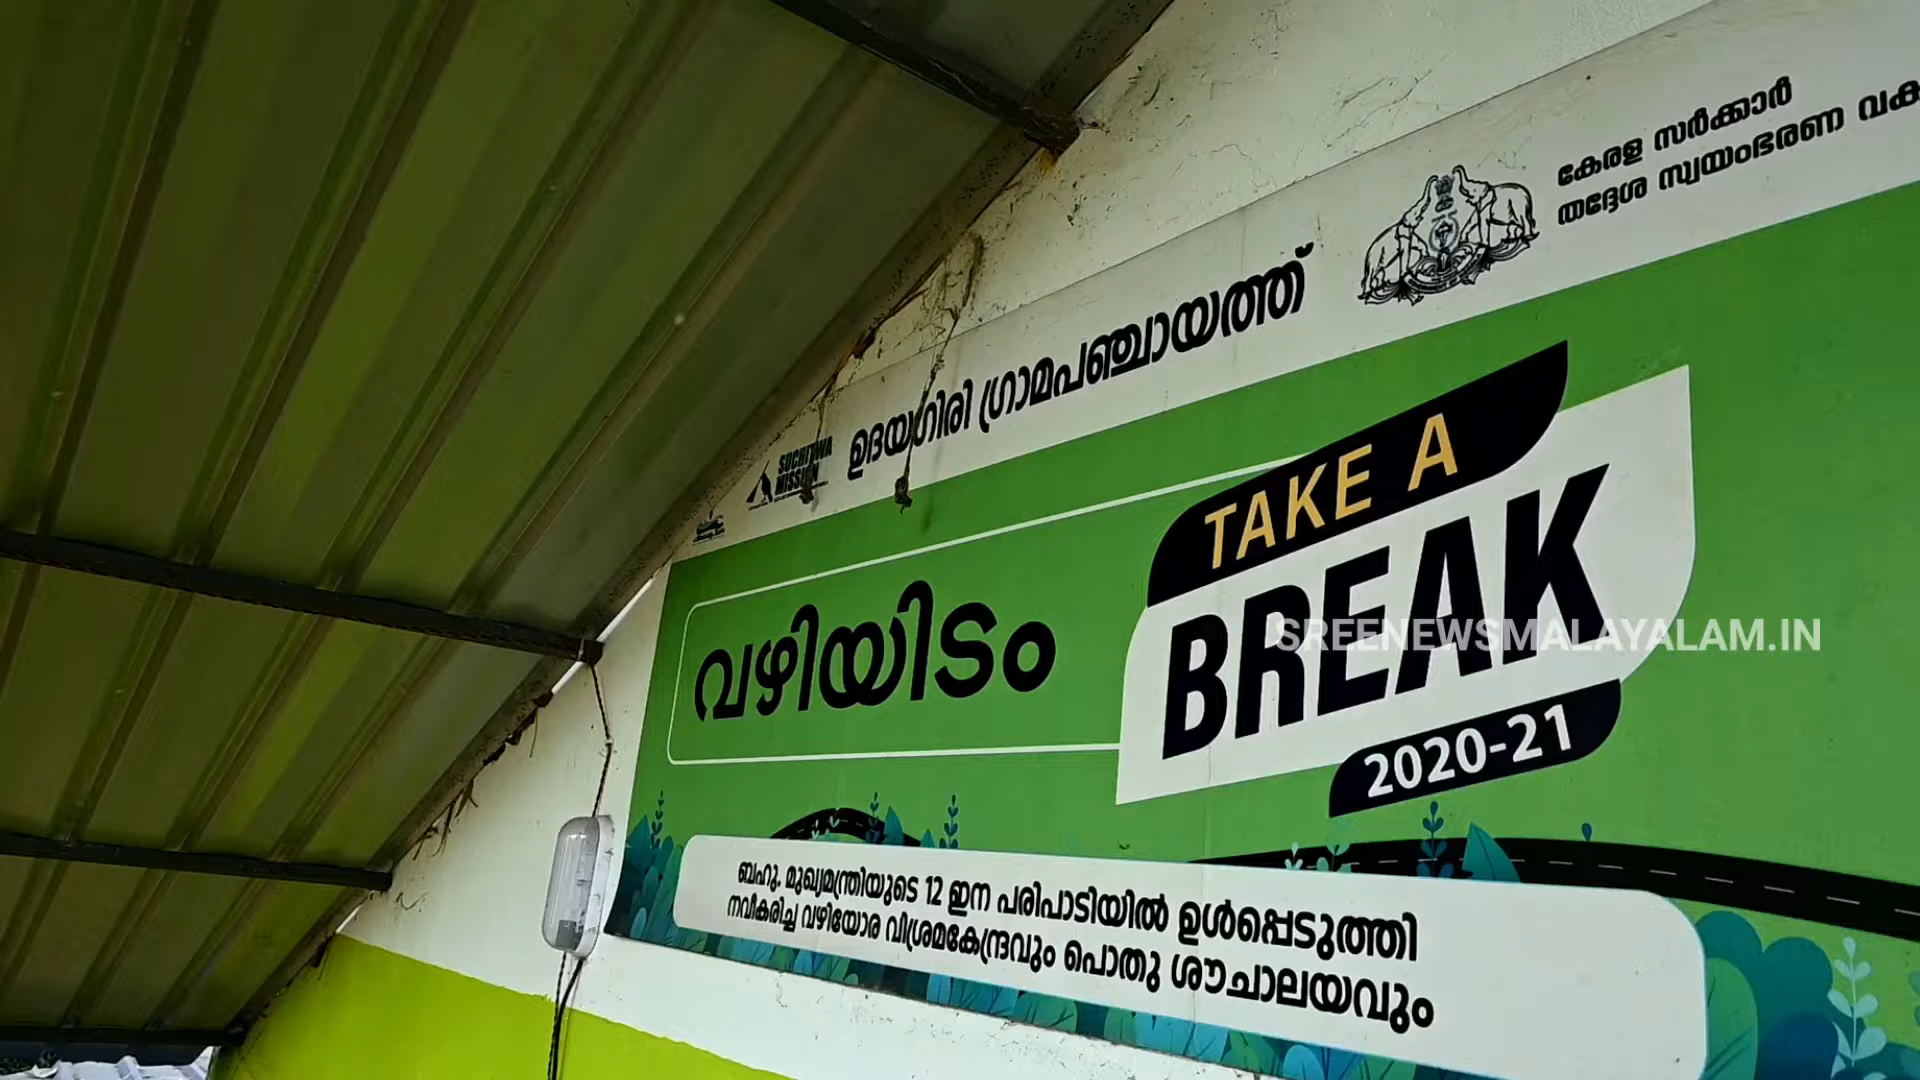 കേരള സർക്കാർ
തദ്ദേശ സ്വയംഭരണ
ഉദയഗിരി ഗ്രാമപഞ്ചായത്ത്
SUCHITWA
MISSION
TAKE A
BREAK
2020-21
വഴിയിടം
SREENEWSMALAYALAM.IN
ബഹു. മുഖ്യമന്ത്രിയുടെ 12 ഇന പരിപാടിയിൽ ഉൾപ്പെടുത്തി
നവീകരിച്ച വഴിയോര വിശ്രമകേന്ദ്രവും പൊതു ശൗചാലയവും